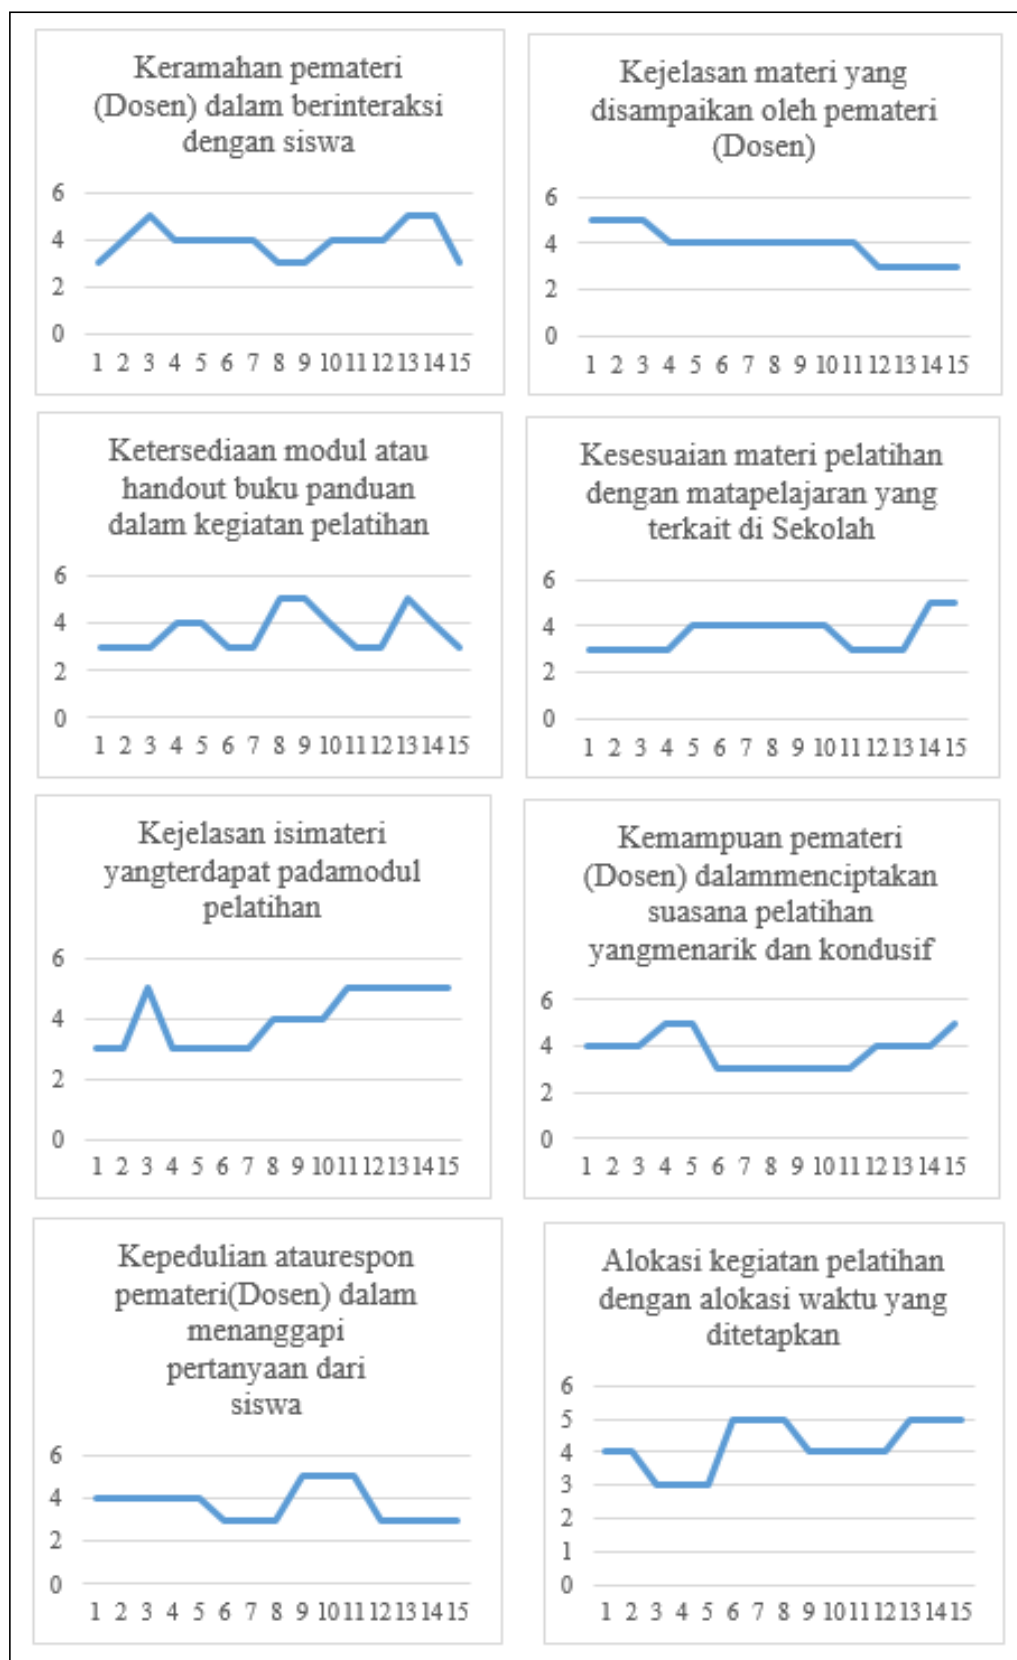 Keramahan pemateri
(Dosen) dalam berinteraksi
dengan siswa
6
4
2
0
1 2 3 4 5 6 7 8 9 10 11 12 13 14 15
Kejelasan materi yang
disampaikan oleh pemateri
(Dosen)
6
4
2
0
1 2 3 4 5 6 7 8 9 10 11 12 13 14 15
Ketersediaan modul atau
handout buku panduan
dalam kegiatan pelatihan
6
4
2
0
1 2 3 4 5 6 7 8 9 10 11 12 13 14 15
Kesesuaian materi pelatihan
dengan matapelajaran yang
terkait di Sekolah
6
4
2
0
1 2 3 4 5 6 7 8 9 10 11 12 13 14 15
Kejelasan isimateri
yangterdapat padamodul
pelatihan
6
4
2
0
1 2 3 4 5 6 7 8 9 10 11 12 13 14 15
Kemampuan pemateri
(Dosen) dalammenciptakan
suasana pelatihan
yangmenarik dan kondusif
6
4
2
0
1 2 3 4 5 6 7 8 9 10 11 12 13 14 15
Kepedulian ataurespon
pemateri(Dosen) dalam
menanggapi
pertanyaan dari
siswa
6
4
2
0
1 2 3 4 5 6 7 8 9 10 11 12 13 14 15
Alokasi kegiatan pelatihan
dengan alokasi waktu yang
ditetapkan
6
5
4
3
2
1
0
1 2 3 4 5 6 7 8 9 10 11 12 13 14 15